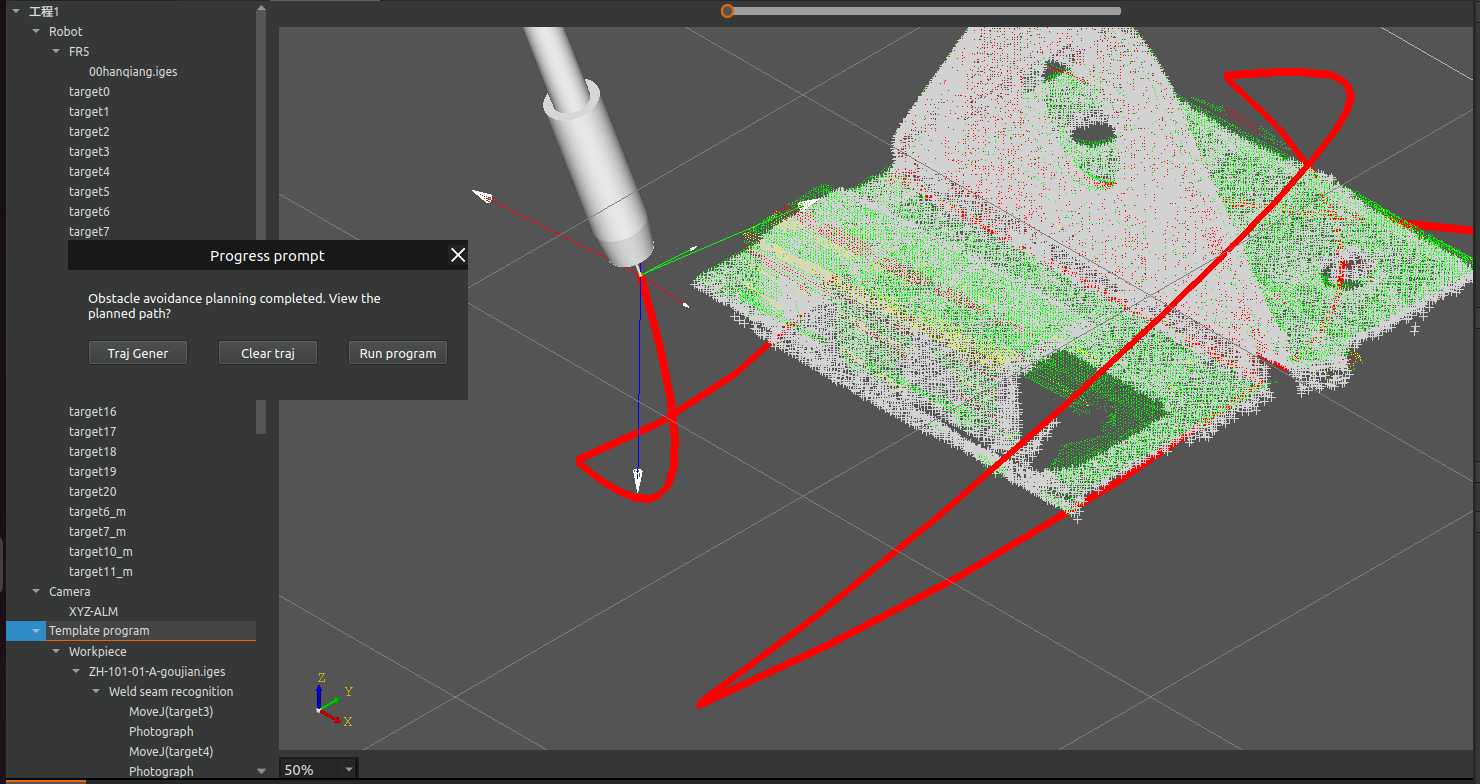 工程1
Robot
FR5
00hanqiang.iges
target0
target1
target2
target3
target4
target5
target6
target7
Progress prompt
Obstacle avoidance planning completed. View the
planned path?
Traj Gener
Clear traj
Run program
target16
target17
target18
target19
target20
target6_m
target7_m
target10_m
target11_m
Camera
XYZ-ALM
Template program
Workpiece
ZH-101-01-A-goujian.iges
Weld seam recognition
MoveJ(target3)
Photograph
MoveJ(target4)
Photograph
Z
Y
X
50%